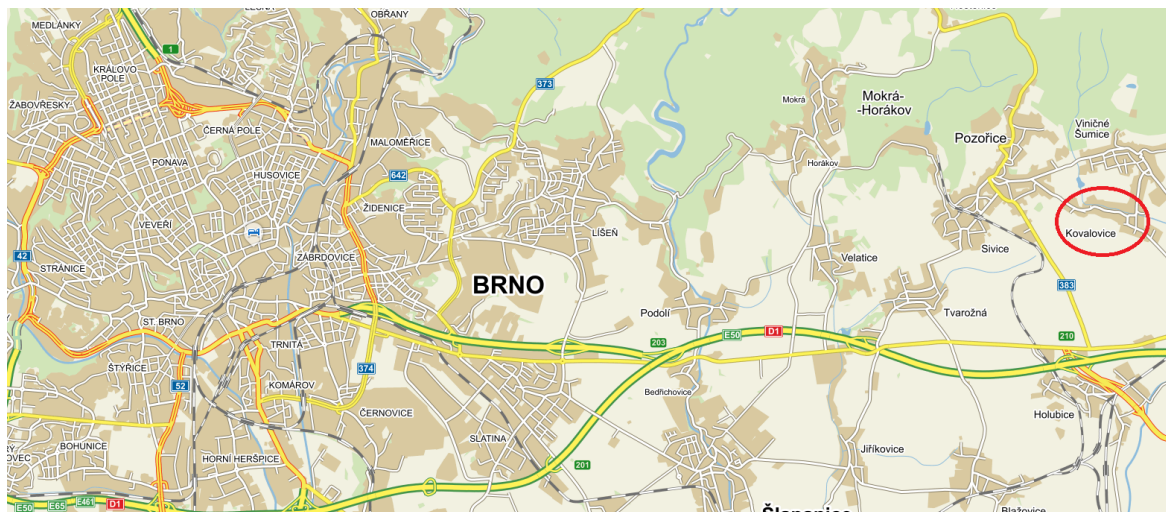 OBŘANY
MEDLÁNKY
1
KRÁLOVO
POLE
373
ŽABOVŘESKY
Mokrá
Mokrá-
-Horákov
ČERNÁ POLE
Viničné
Šumice
MALOMĚŘICE
Pozořice
PONAVA
HUSOVICE
Horákov
642
ŽIDENICE
VEVEŘÍ
LÍŠEŇ
Kovalovice
Sivice
42
STRÁNICE
ZÁBRDOVICE
Velatice
BRNO
383
Podolí
Tvarožná
ST. BRNO
E50
D1
210
TRNITÁ
203
ŠTÝŘICE
374
52
KOMÁROV
Bedřichovice
ČERNOVICE
Holubice
BOHUNICE
SLATINA
Jiříkovice
HORNÍ HERŠPICE
201
E50
E65
E461
D1
Blažovice